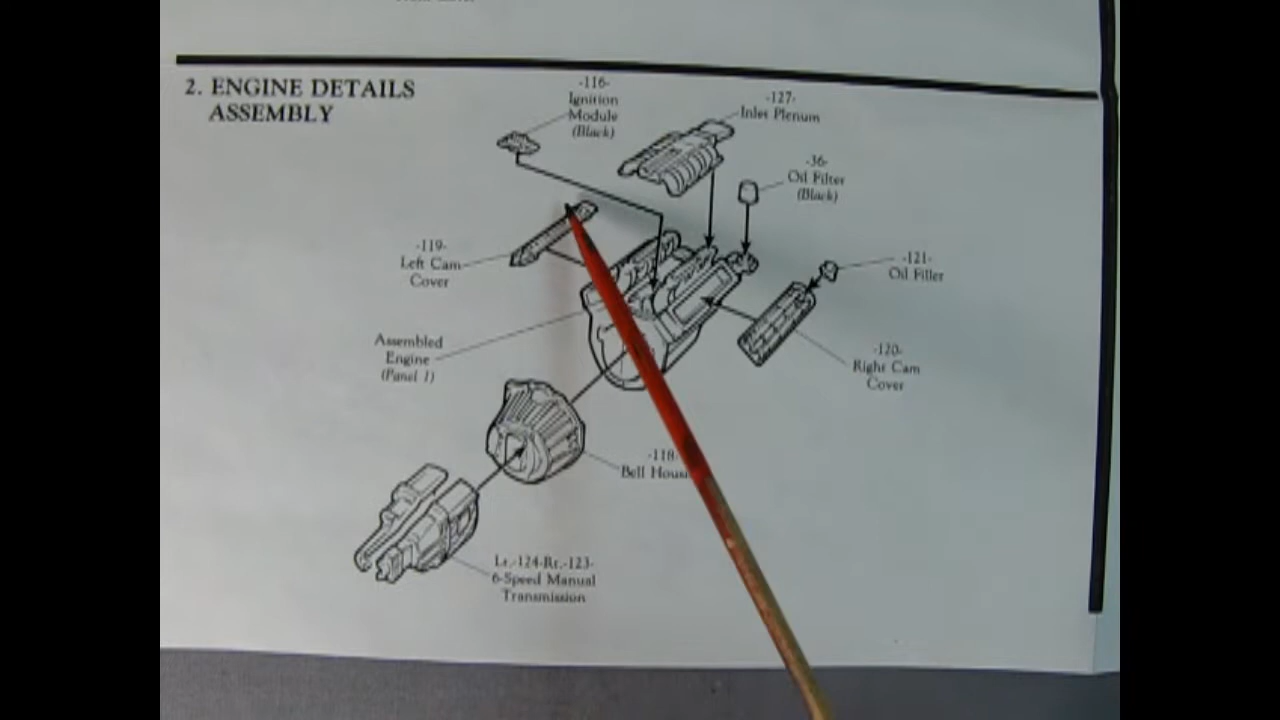 2. ENGINE DETAILS
ASSEMBLY
-116-
Ignition
Module
(Black)
-127-
Inlet Plenum
-36-
Oil Filter
(Black)
-119-
Left Cam
Cover
-121-
Oil Filler
Assembled
Engine
(Panel 1)
-120-
Right Cam
Cover
-118-
Bell Housi
Lt.-124-Rt.-123-
6-Speed Manual
Transmission